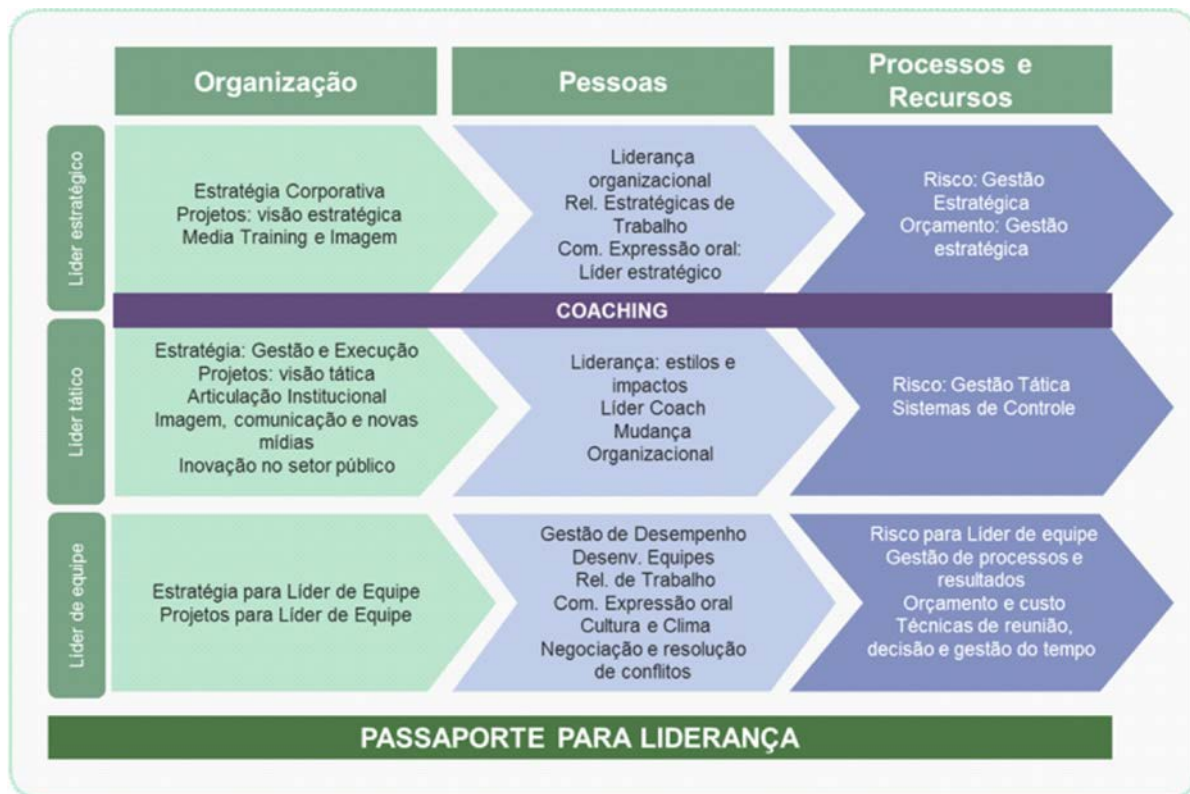 Organização
Pessoas
Processos e
Recursos
Líder estratégico
Estratégia Corporativa
Projetos: visão estratégica
Media Training e Imagem
Liderança
organizacional
Rel. Estratégicas de
Trabalho
Com. Expressão oral:
Líder estratégico
Risco: Gestão
Estratégica
Orçamento: Gestão
estratégica
COACHING
Líder tático
Estratégia: Gestão e Execução
Projetos: visão tática
Articulação Institucional
Imagem, comunicação e novas
mídias
Inovação no setor público
Liderança: estilos e
impactos
Líder Coach
Mudança
Organizacional
Risco: Gestão Tática
Sistemas de Controle
Líder de equipe
Estratégia para Líder de Equipe
Projetos para Líder de Equipe
Gestão de Desempenho
Desenv. Equipes
Rel. de Trabalho
Com. Expressão oral
Cultura e Clima
Negociação e resolução
de conflitos
Risco para Líder de equipe
Gestão de processos e
resultados
Orçamento e custo
Técnicas de reunião,
decisão e gestão do tempo
PASSAPORTE PARA LIDERANÇA